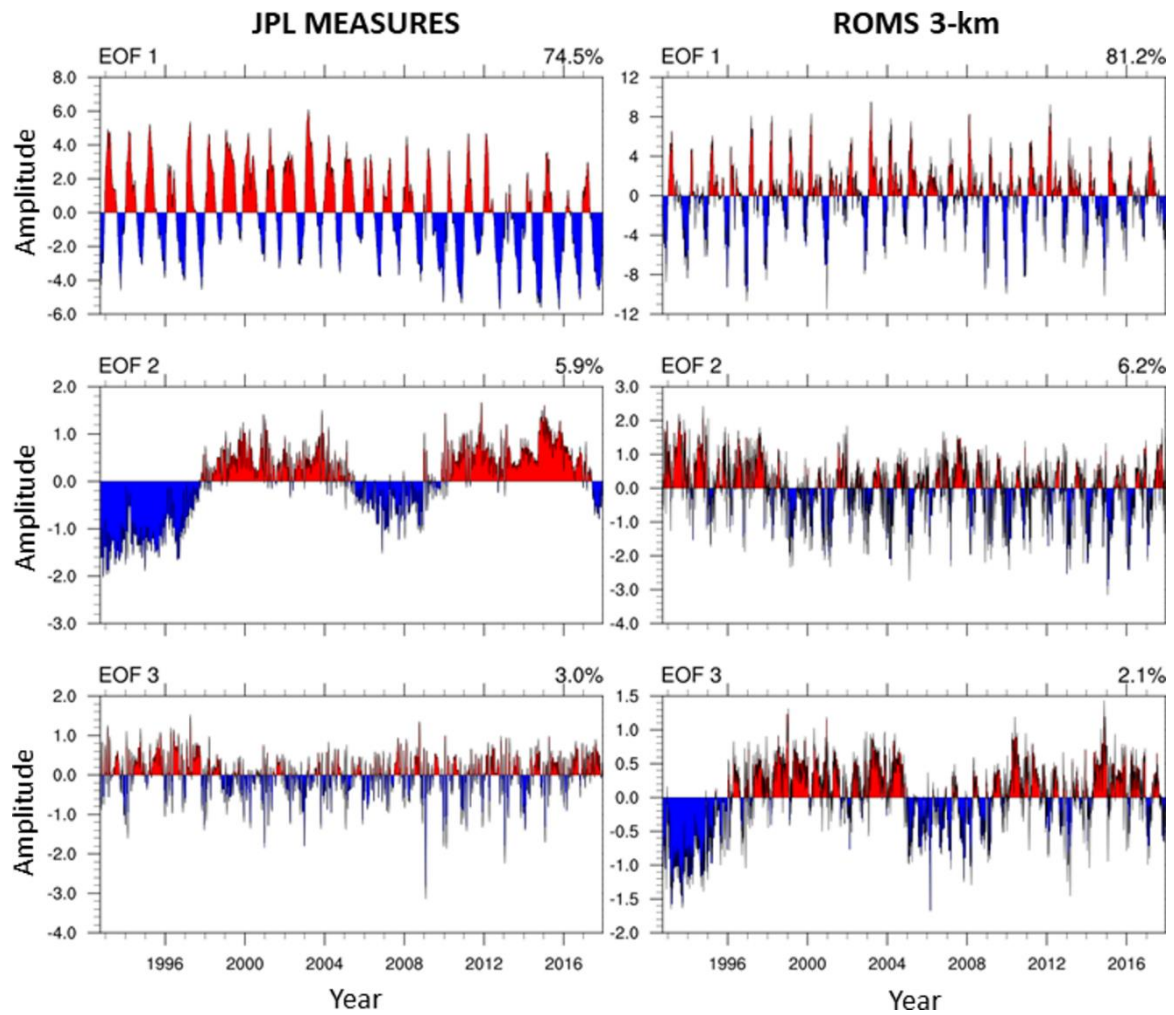 JPL MEASURES
EOF 1 74.5%
8.0
6.0
4.0
2.0
0.0
-2.0
-4.0
-6.0
Amplitude
EOF 2 5.9%
2.0
1.0
0.0
-1.0
-2.0
-3.0
Amplitude
EOF 3 3.0%
2.0
1.0
0.0
-1.0
-2.0
-3.0
-4.0
Amplitude
1996 2000 2004 2008 2012 2016
Year
ROMS 3-km
EOF 1 81.2%
12
8
4
0
-4
-8
-12
EOF 2 6.2%
3.0
2.0
1.0
0.0
-1.0
-2.0
-3.0
-4.0
EOF 3 2.1%
1.5
1.0
0.5
0.0
-0.5
-1.0
-1.5
-2.0
1996 2000 2004 2008 2012 2016
Year